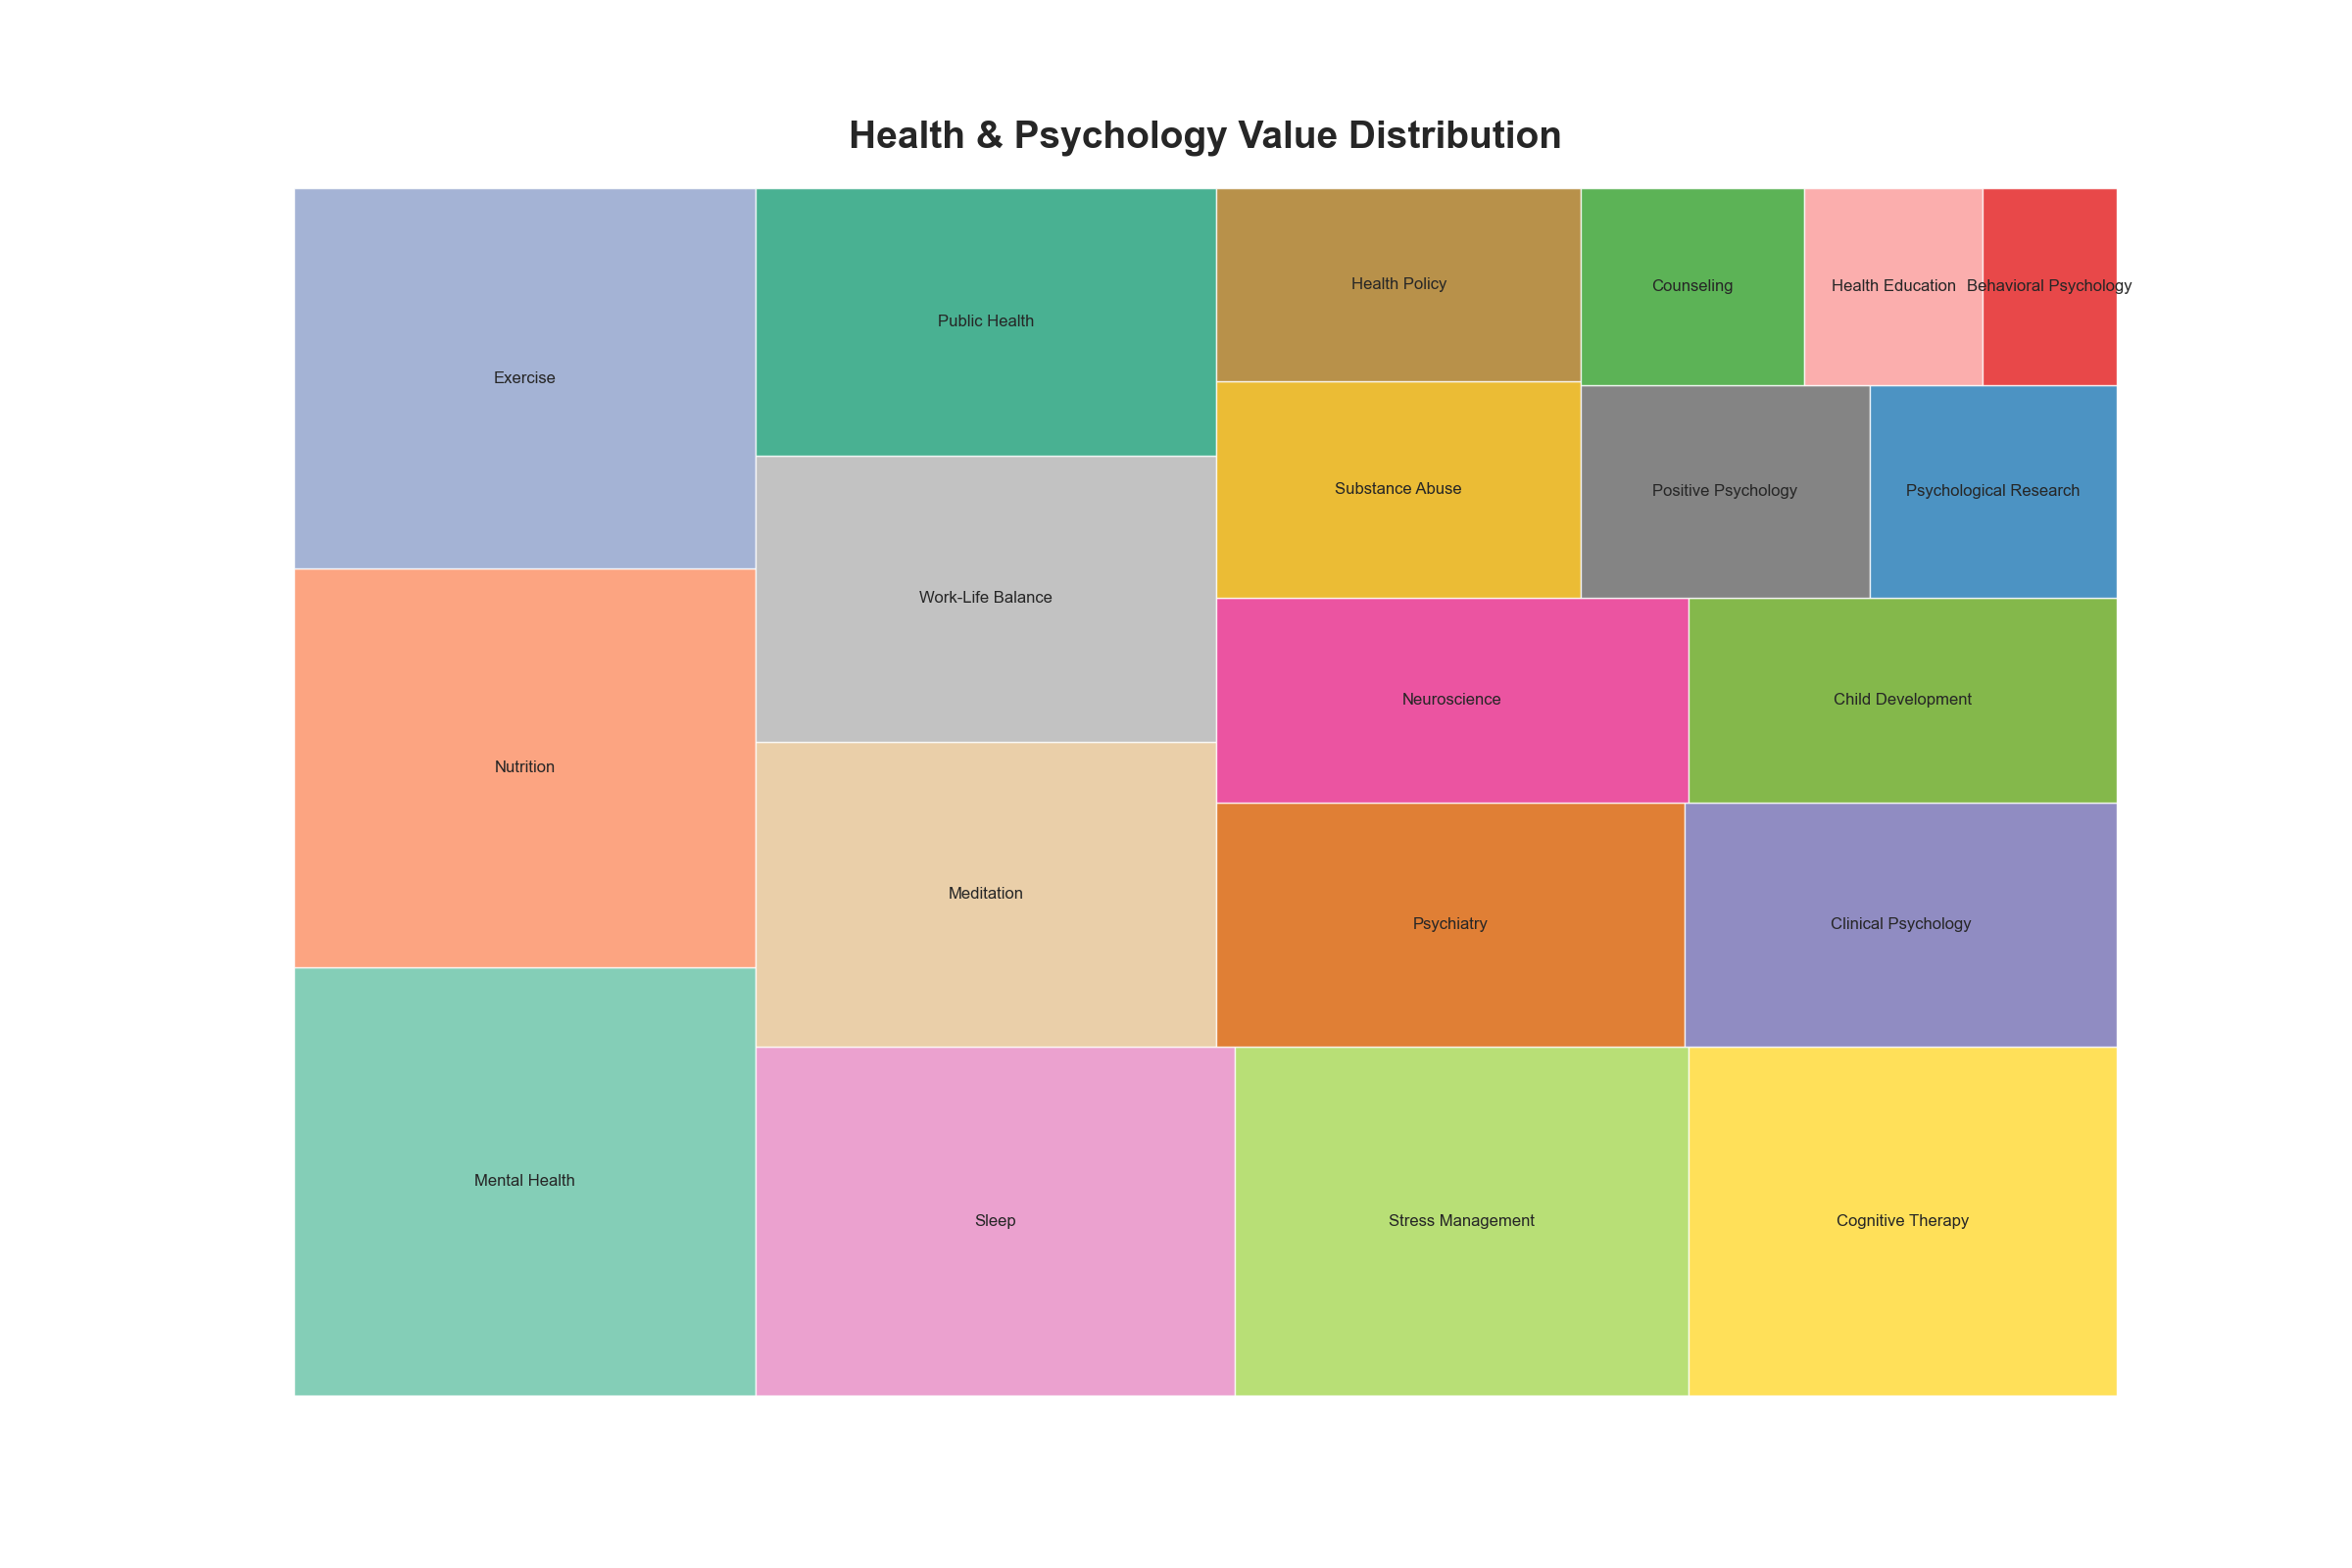 Health & Psychology Value Distribution
Exercise
Public Health
Health Policy
Counseling
Health Education
Behavioral Psychology
Substance Abuse
Positive Psychology
Psychological Research
Work-Life Balance
Neuroscience
Child Development
Nutrition
Meditation
Psychiatry
Clinical Psychology
Mental Health
Sleep
Stress Management
Cognitive Therapy